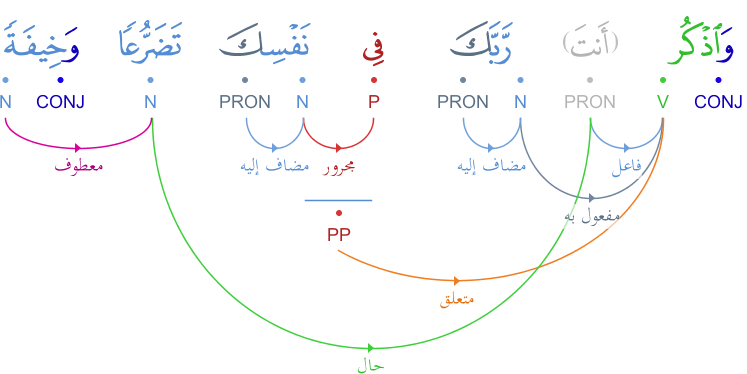 وَٱذْكُر (أَنتَ) رَّبَّكَ فِى نَفْسِكَ تَضَرُّعًا وَخِيفَةً
CONJ V PRON N PRON P N PRON N CONJ N
فاعل مضاف إليه مجرور مضاف إليه معطوف
مفعول به
PP
متعلق
حال